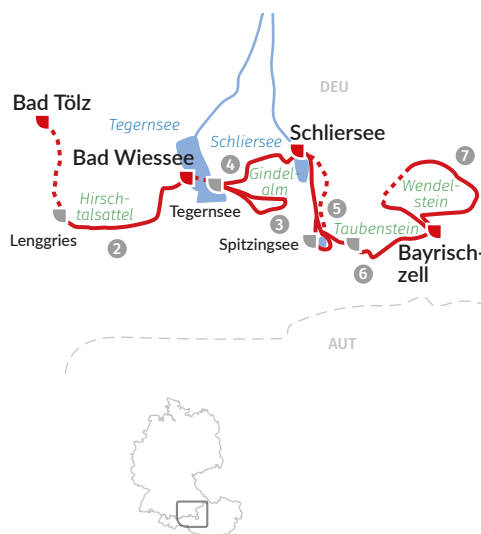 DEU
Bad Tölz
Tegernsee
Schliersee
Schliersee
Bad Wiessee
4
7
Gindel-
alm
Wendel-
stein
Hirsch-
talsattel
Tegernsee
3
5
Lenggries
2
Spitzingsee
Taubenstein
6
Bayrisch-
zell
AUT